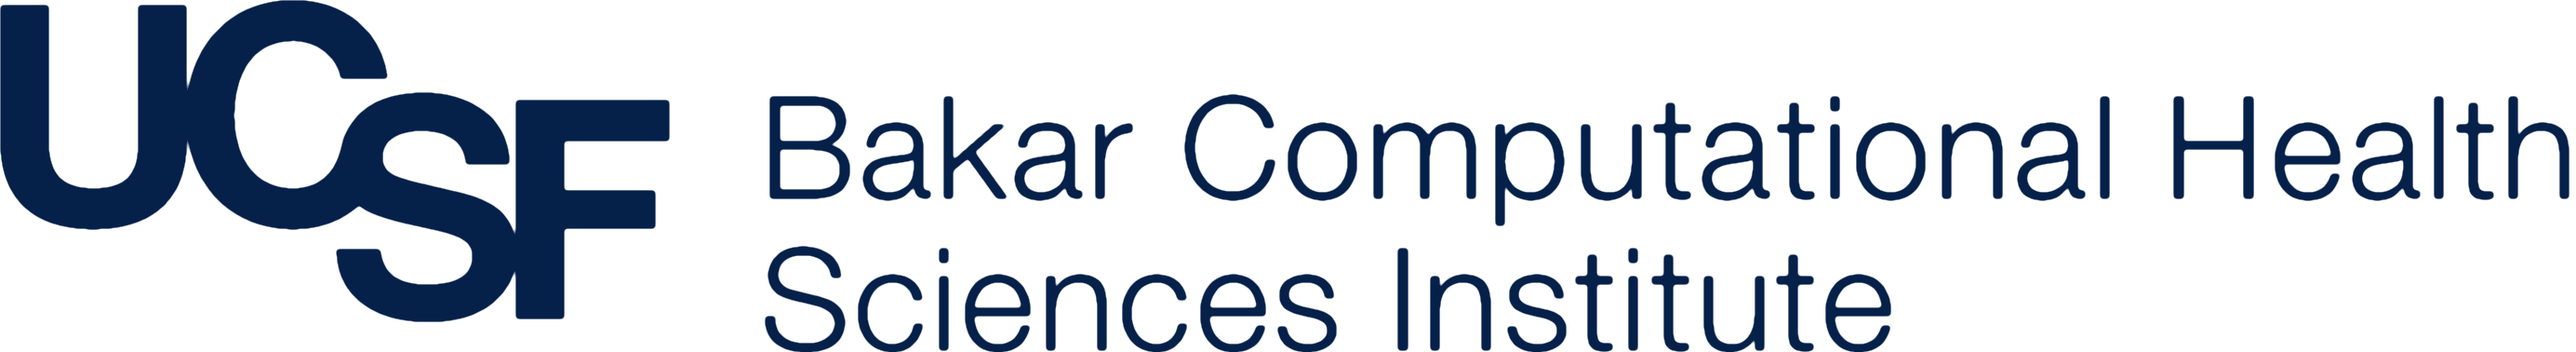 UCSF
Bakar Computational Health
Sciences Institute